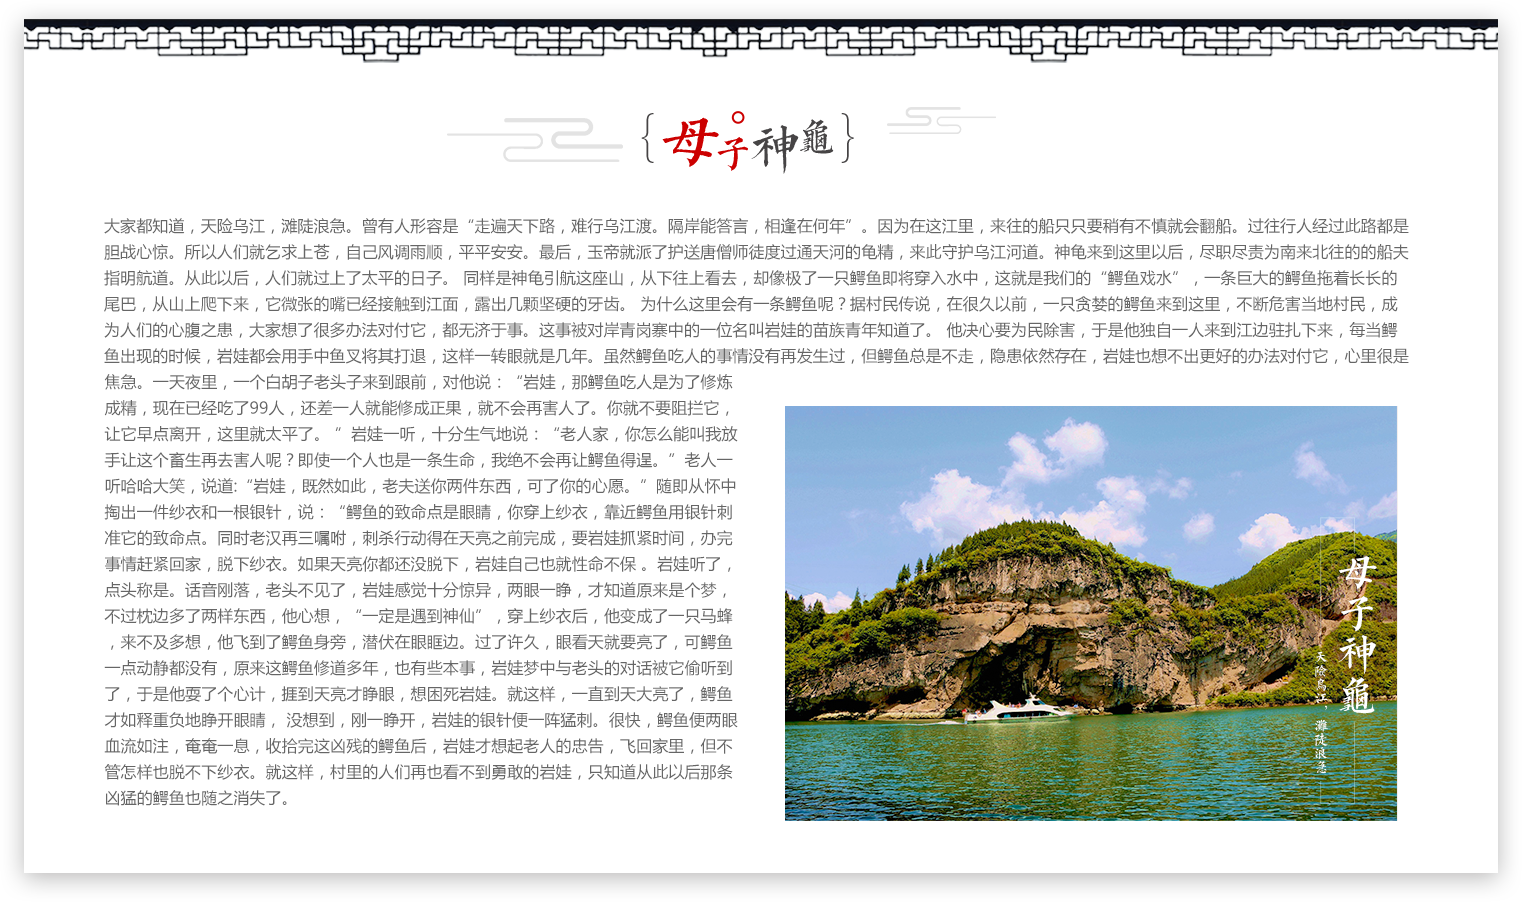 母子神龜
大家都知道，天险乌江，滩陡浪急。曾有人形容是“走遍天下路，难行乌江渡。隔岸能答言，相逢在何年”。因为在这江里，来往的船只只要稍有不慎就会翻船。过往行人经过此路都是
胆战心惊。所以人们就乞求上苍，自己风调雨顺，平平安安。最后，玉帝就派了护送唐僧师徒度过通天河的龟精，来此守护乌江河道。神龟来到这里以后，尽职尽责为南来北往的的船夫
指明航道。从此以后，人们就过上了太平的日子。 同样是神龟引航这座山，从下往上看去，却像极了一只鳄鱼即将穿入水中，这就是我们的“鳄鱼戏水”，一条巨大的鳄鱼拖着长长的
尾巴，从山上爬下来，它微张的嘴已经接触到江面，露出几颗坚硬的牙齿。 为什么这里会有一条鳄鱼呢？据村民传说，在很久以前，一只贪婪的鳄鱼来到这里，不断危害当地村民，成
为人们的心腹之患，大家想了很多办法对付它，都无济于事。这事被对岸青岗寨中的一位名叫岩娃的苗族青年知道了。 他决心要为民除害，于是他独自一人来到江边驻扎下来，每当鳄
鱼出现的时候，岩娃都会用手中鱼叉将其打退，这样一转眼就是几年。虽然鳄鱼吃人的事情没有再发生过，但鳄鱼总是不走，隐患依然存在，岩娃也想不出更好的办法对付它，心里很是
焦急。一天夜里，一个白胡子老头子来到跟前，对他说：“岩娃，那鳄鱼吃人是为了修炼
成精，现在已经吃了99人，还差一人就能修成正果，就不会再害人了。你就不要阻拦它，
让它早点离开，这里就太平了。 ”岩娃一听，十分生气地说：“老人家，你怎么能叫我放
手让这个畜生再去害人呢？即使一个人也是一条生命，我绝不会再让鳄鱼得逞。”老人一
听哈哈大笑，说道:“岩娃，既然如此，老夫送你两件东西，可了你的心愿。”随即从怀中
掏出一件纱衣和一根银针，说：“鳄鱼的致命点是眼睛，你穿上纱衣，靠近鳄鱼用银针刺
准它的致命点。同时老汉再三嘱咐，刺杀行动得在天亮之前完成，要岩娃抓紧时间，办完
事情赶紧回家，脱下纱衣。如果天亮你都还没脱下，岩娃自己也就性命不保 。岩娃听了，
点头称是。话音刚落，老头不见了，岩娃感觉十分惊异，两眼一睁，才知道原来是个梦，
不过枕边多了两样东西，他心想，“一定是遇到神仙”，穿上纱衣后，他变成了一只马蜂
，来不及多想，他飞到了鳄鱼身旁，潜伏在眼眶边。过了许久，眼看天就要亮了，可鳄鱼
一点动静都没有，原来这鳄鱼修道多年，也有些本事，岩娃梦中与老头的对话被它偷听到
了，于是他耍了个心计，捱到天亮才睁眼，想困死岩娃。就这样，一直到天大亮了，鳄鱼
才如释重负地睁开眼睛， 没想到，刚一睁开，岩娃的银针便一阵猛刺。很快，鳄鱼便两眼
血流如注，奄奄一息，收拾完这凶残的鳄鱼后，岩娃才想起老人的忠告，飞回家里，但不
管怎样也脱不下纱衣。就这样，村里的人们再也看不到勇敢的岩娃，只知道从此以后那条
凶猛的鳄鱼也随之消失了。
母子神龜
天險烏江，灘陡浪急